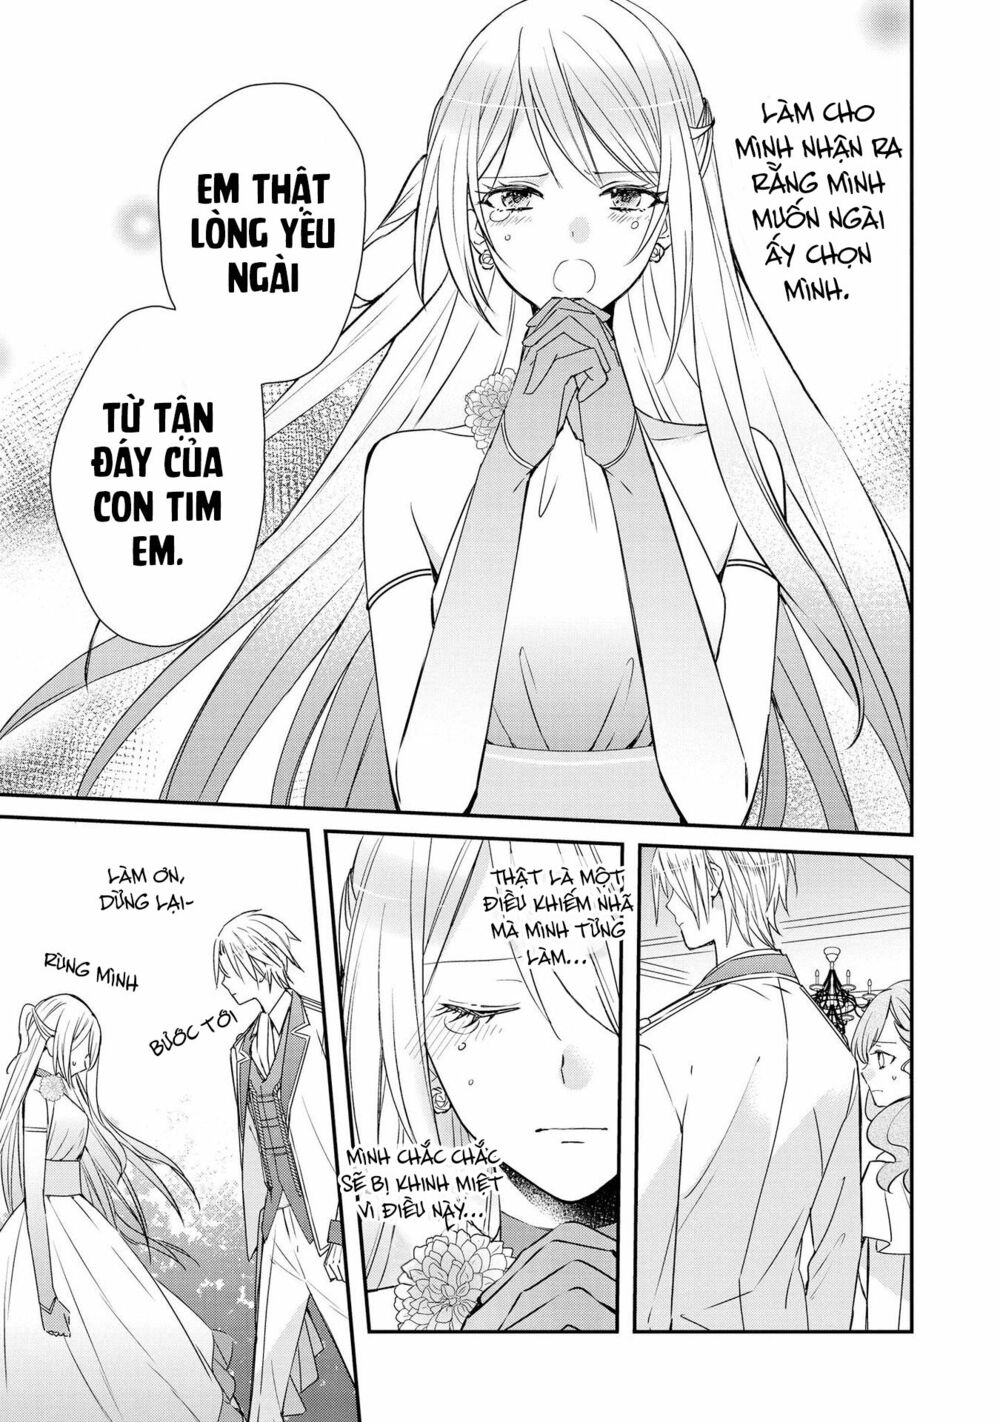 LÀM CHO
MÌNH NHẬN RA
RẰNG MÌNH
MUỐN NGÀI
ẤY CHỌN
MÌNH.
EM THẬT
LÒNG YÊU
NGÀI
TỪ TẬN
ĐÁY CỦA
CON TIM
EM.
THẬT LÀ MỘT
ĐIỀU KHIẾM NHÃ
MÀ MÌNH TỪNG
LÀM...
MÌNH CHẮC CHẮC
SẼ BỊ KHINH MIỆT
VÌ ĐIỀU NÀY...
LÀM ƠN,
DỪNG LẠI-
RÙNG MÌNH
BƯỚC TỚI